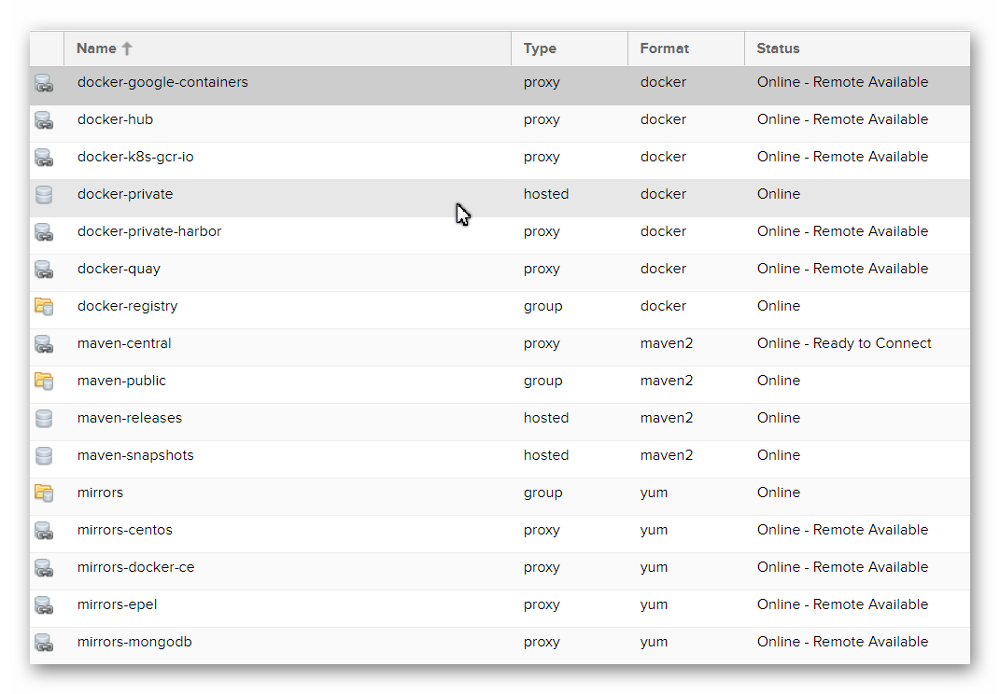 Name Type Format Status
docker-google-containers proxy docker Online - Remote Available
docker-hub proxy docker Online - Remote Available
docker-k8s-gcr-io proxy docker Online - Remote Available
docker-private hosted docker Online
docker-private-harbor proxy docker Online - Remote Available
docker-quay proxy docker Online - Remote Available
docker-registry group docker Online
maven-central proxy maven2 Online - Ready to Connect
maven-public group maven2 Online
maven-releases hosted maven2 Online
maven-snapshots hosted maven2 Online
mirrors group yum Online
mirrors-centos proxy yum Online - Remote Available
mirrors-docker-ce proxy yum Online - Remote Available
mirrors-epel proxy yum Online - Remote Available
mirrors-mongodb proxy yum Online - Remote Available